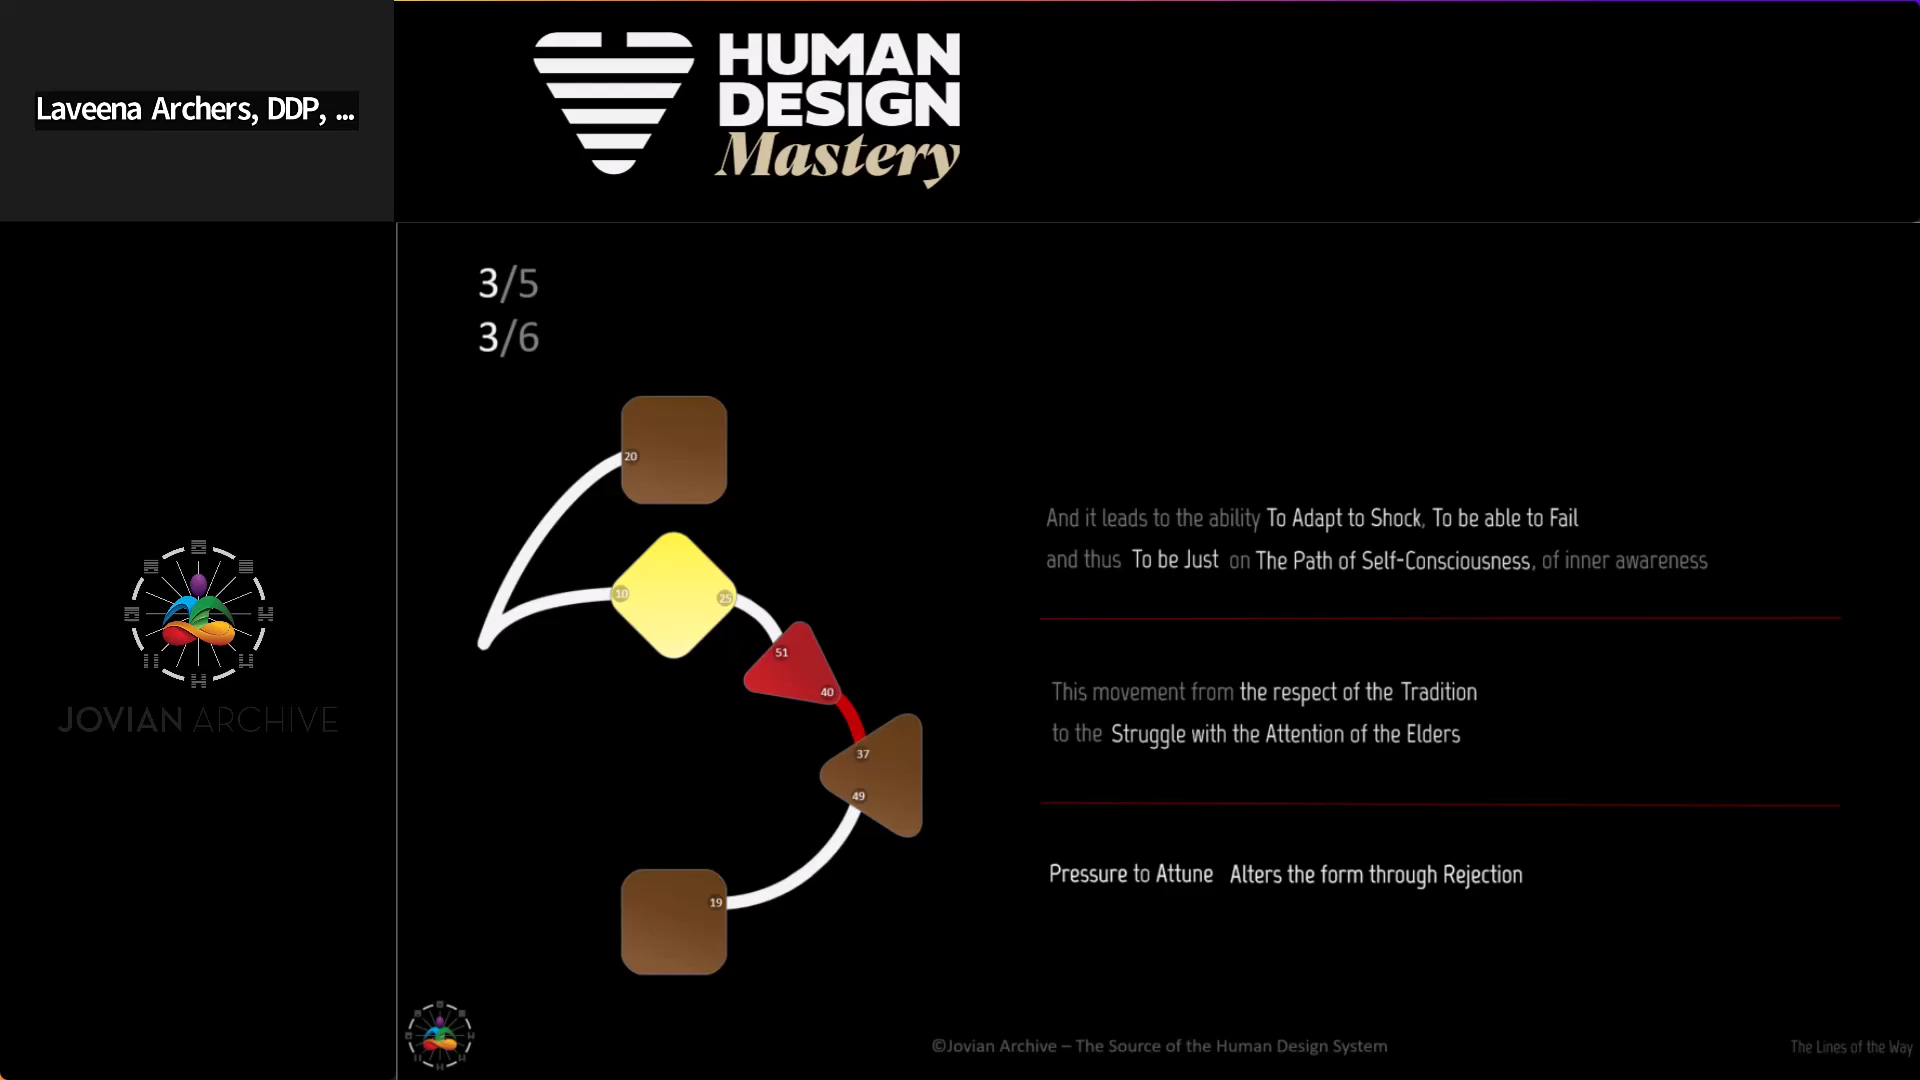 Laveena Archers, DDP, ...
HUMAN
DESIGN
Mastery
3/5
3/6
20
10
25
51
40
37
49
19
And it leads to the ability To Adapt to Shock, To be able to Fail
and thus To be Just on The Path of Self-Consciousness, of inner awareness
This movement from the respect of the Tradition
to the Struggle with the Attention of the Elders
Pressure to Attune Alters the form through Rejection
JOVIAN ARCHIVE
©Jovian Archive – The Source of the Human Design System
The Lines of the Way